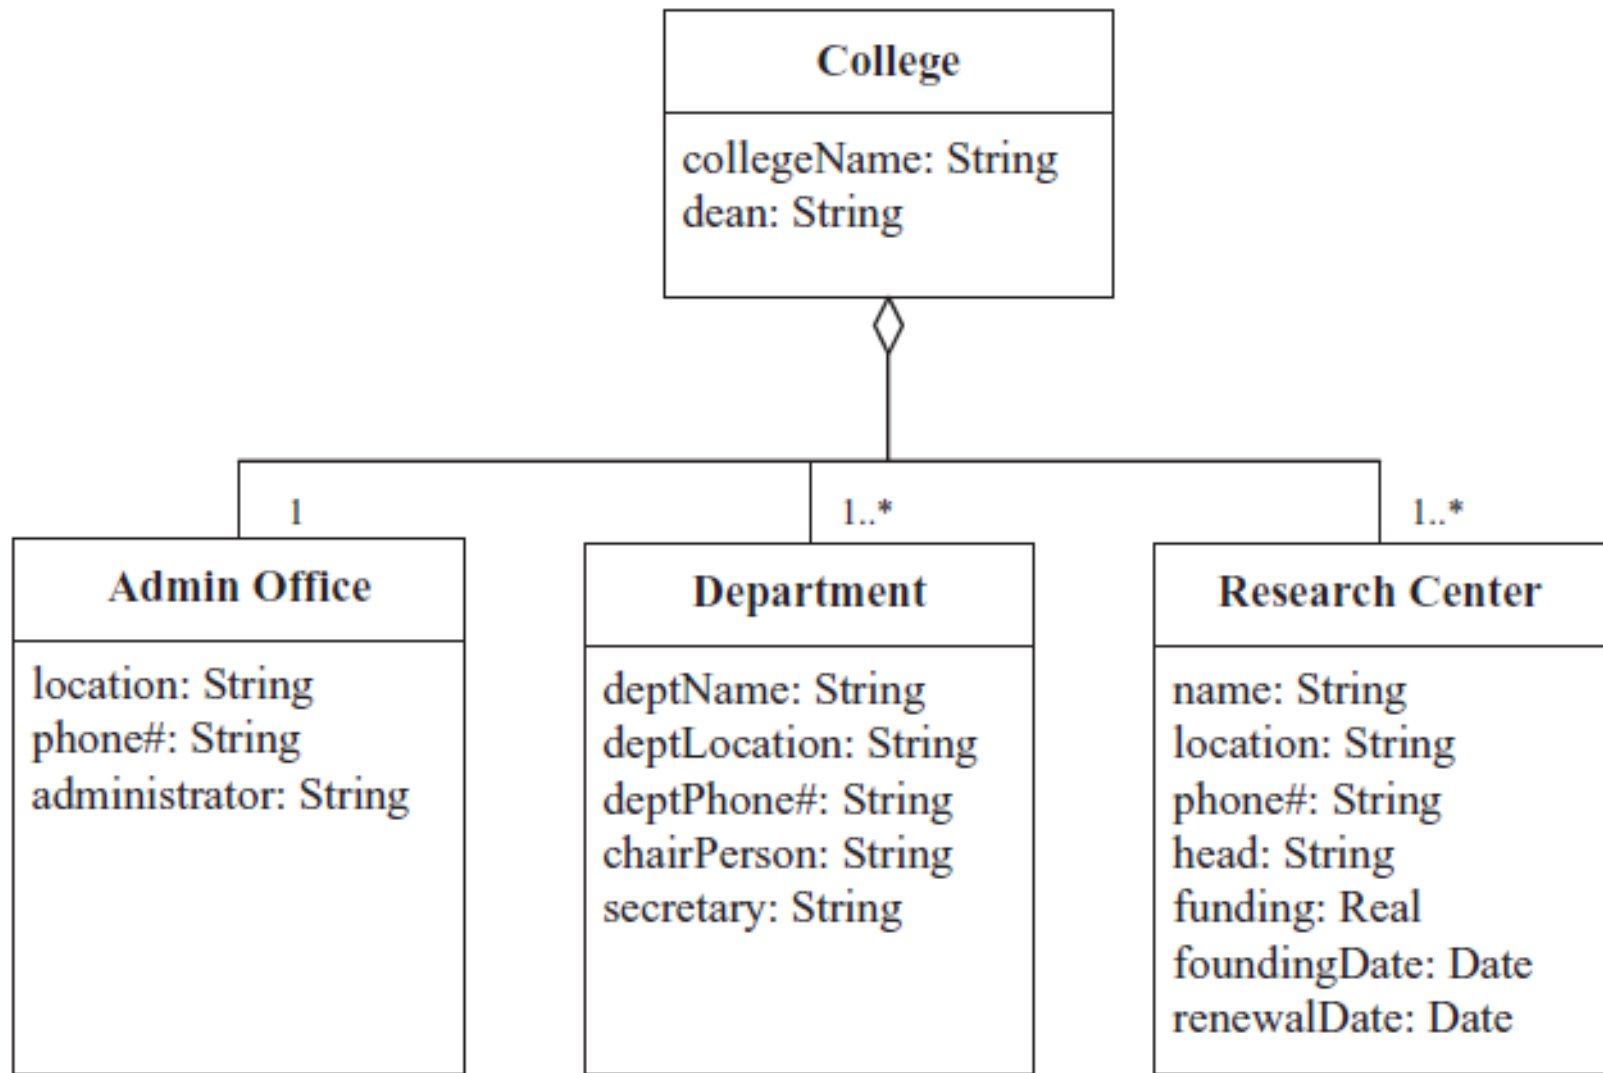 College
collegeName: String
dean: String
1
1..*
1..*
Admin Office
location: String
phone#: String
administrator: String
Department
deptName: String
deptLocation: String
deptPhone#: String
chairPerson: String
secretary: String
Research Center
name: String
location: String
phone#: String
head: String
funding: Real
foundingDate: Date
renewalDate: Date